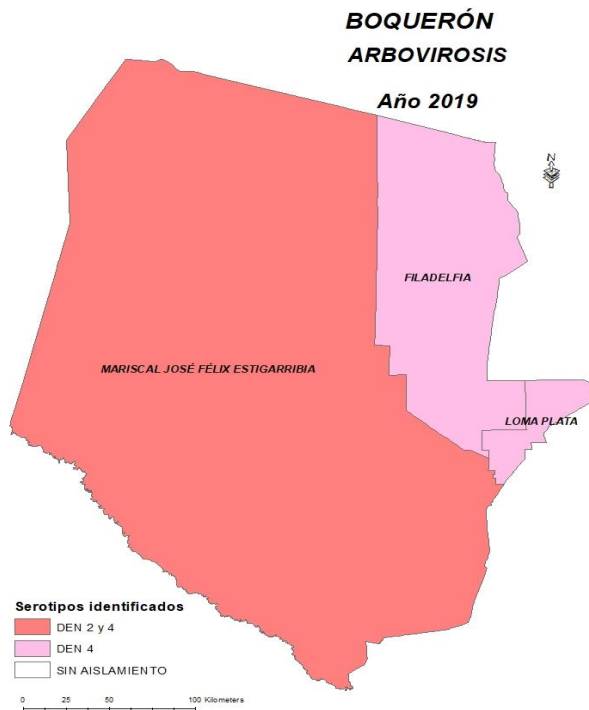 BOQUERÓN
ARBOVIROSIS
Año 2019
N
FILADELFIA
MARISCAL JOSÉ FÉLIX ESTIGARRIBIA
LOMA PLATA
Serotipos identificados
DEN 2 y 4
DEN 4
SIN AISLAMIENTO
0 25 50 100 Kilometers